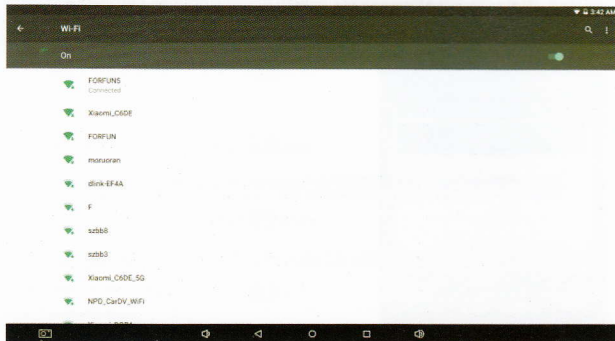 3:42 AM
Wi-Fi
On
FORFUNS
Connected
Xiaomi_C6DE
FORFUN
moruoran
dlink-EF4A
F
szbb8
szbb3
Xiaomi_C6DE_5G
NPD_CarDV_WiFi